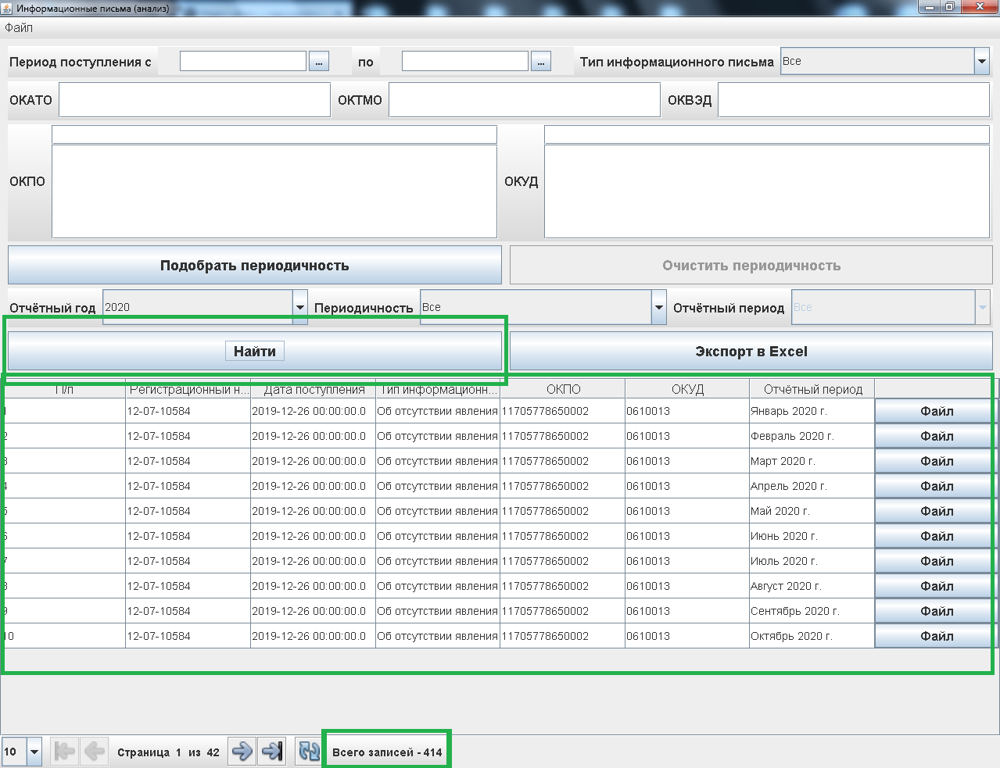 Информационные письма (анализ)
Файл
Период поступления с ... по ... Тип информационного письма Все
ОКАТО ОКТМО ОКВЭД
ОКПО ОКУД
Подобрать периодичность Очистить периодичность
Отчётный год 2020 Периодичность Все Отчётный период Все
Найти Экспорт в Excel
П/п Регистрационный н... Дата поступления Тип информационн... ОКПО ОКУД Отчётный период
1 12-07-10584 2019-12-26 00:00:00.0 Об отсутствии явления 11705778650002 0610013 Январь 2020 г. Файл
2 12-07-10584 2019-12-26 00:00:00.0 Об отсутствии явления 11705778650002 0610013 Февраль 2020 г. Файл
3 12-07-10584 2019-12-26 00:00:00.0 Об отсутствии явления 11705778650002 0610013 Март 2020 г. Файл
4 12-07-10584 2019-12-26 00:00:00.0 Об отсутствии явления 11705778650002 0610013 Апрель 2020 г. Файл
5 12-07-10584 2019-12-26 00:00:00.0 Об отсутствии явления 11705778650002 0610013 Май 2020 г. Файл
6 12-07-10584 2019-12-26 00:00:00.0 Об отсутствии явления 11705778650002 0610013 Июнь 2020 г. Файл
7 12-07-10584 2019-12-26 00:00:00.0 Об отсутствии явления 11705778650002 0610013 Июль 2020 г. Файл
8 12-07-10584 2019-12-26 00:00:00.0 Об отсутствии явления 11705778650002 0610013 Август 2020 г. Файл
9 12-07-10584 2019-12-26 00:00:00.0 Об отсутствии явления 11705778650002 0610013 Сентябрь 2020 г. Файл
10 12-07-10584 2019-12-26 00:00:00.0 Об отсутствии явления 11705778650002 0610013 Октябрь 2020 г. Файл
10 Страница 1 из 42 Всего записей - 414